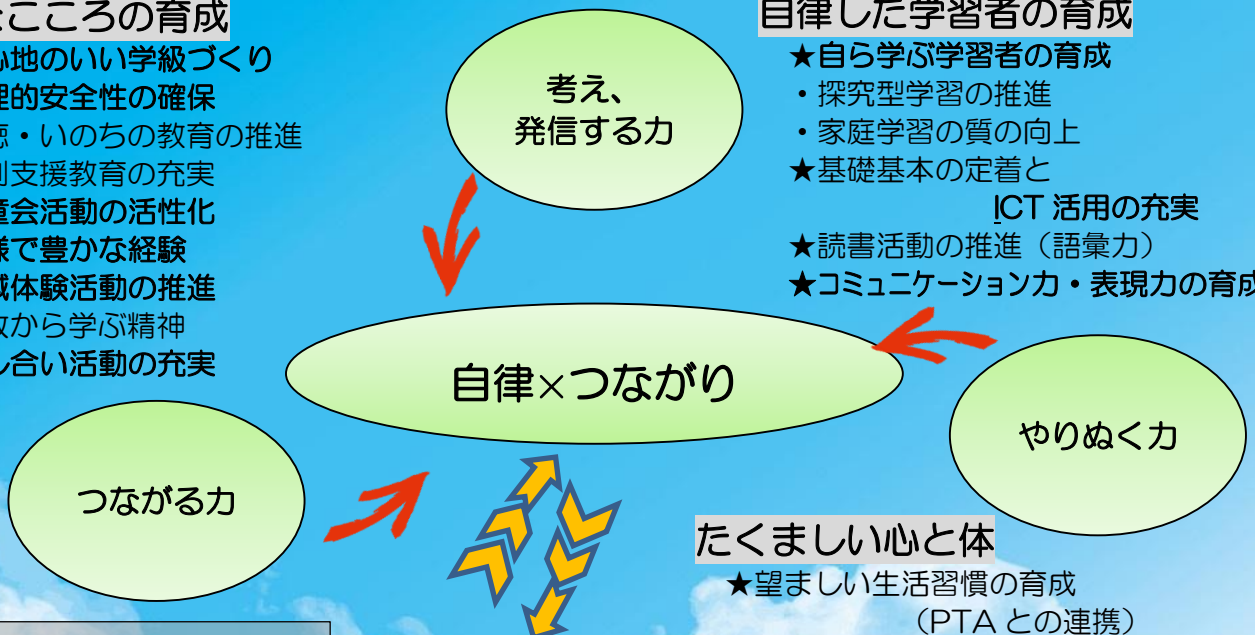 こころの育成
地のいい学級づくり
的安全性の確保
・いのちの教育の推進
支援教育の充実
会活動の活性化
で豊かな経験
体験活動の推進
から学ぶ精神
合い活動の充実
考え、
発信する力
自律した学習者の育成
★自ら学ぶ学習者の育成
・探究型学習の推進
・家庭学習の質の向上
★基礎基本の定着と
ICT 活用の充実
★読書活動の推進（語彙力）
★コミュニケーション力・表現力の育成
自律×つながり
つながる力
やりぬく力
たくましい心と体
★望ましい生活習慣の育成
（PTA との連携）